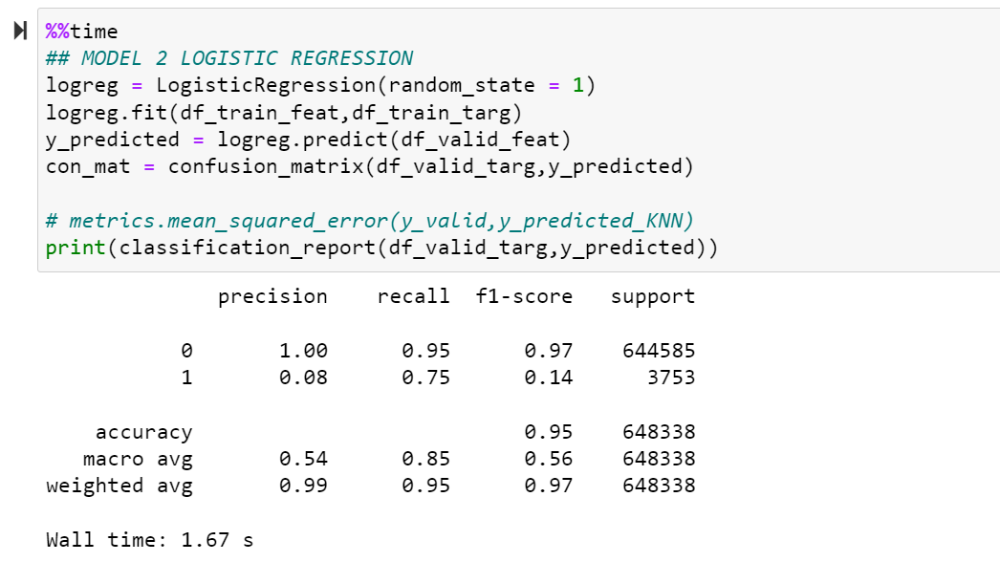 %%time
## MODEL 2 LOGISTIC REGRESSION
logreg = LogisticRegression(random_state = 1)
logreg.fit(df_train_feat,df_train_targ)
y_predicted = logreg.predict(df_valid_feat)
con_mat = confusion_matrix(df_valid_targ,y_predicted)
# metrics.mean_squared_error(y_valid,y_predicted_KNN)
print(classification_report(df_valid_targ,y_predicted))
precision recall f1-score support
0 1.00 0.95 0.97 644585
1 0.08 0.75 0.14 3753
accuracy 0.95 648338
macro avg 0.54 0.85 0.56 648338
weighted avg 0.99 0.95 0.97 648338
Wall time: 1.67 s